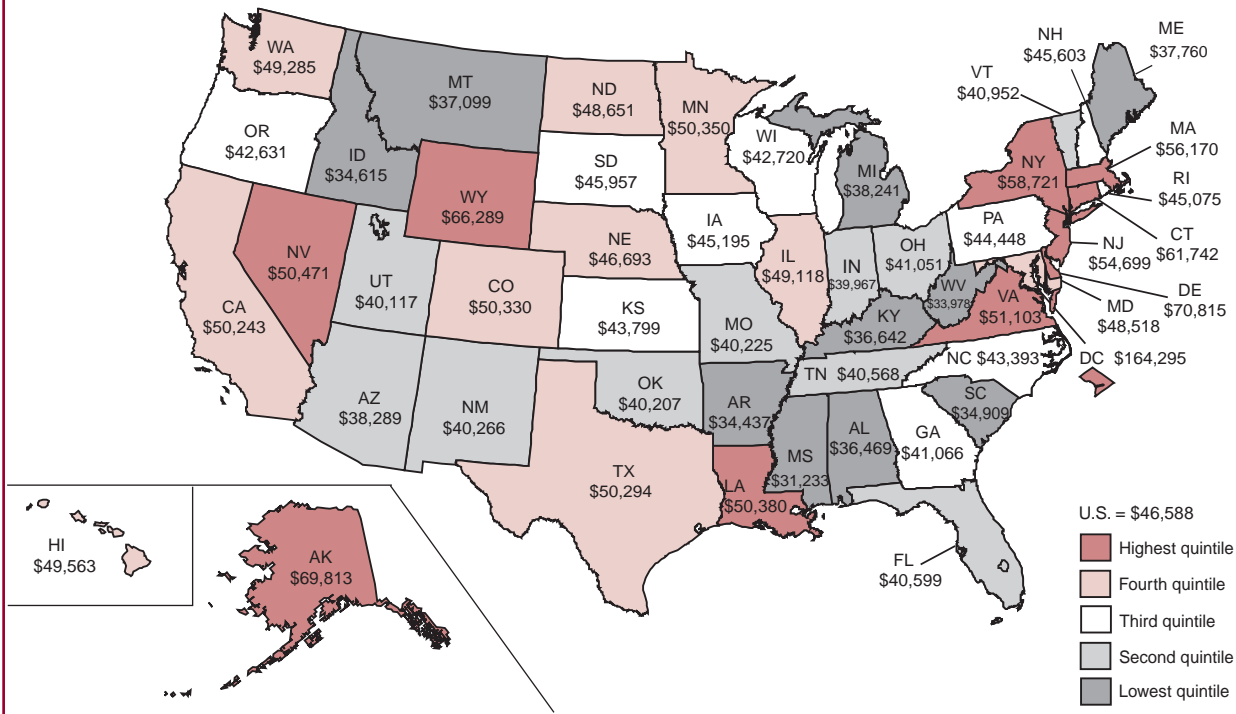 WA
$49,285
MT
$37,099
ND
$48,651
MN
$50,350
OR
$42,631
ID
$34,615
WY
$66,289
SD
$45,957
WI
$42,720
MI
$38,241
VT
$40,952
NH
$45,603
ME
$37,760
MA
$56,170
NY
$58,721
RI
$45,075
CT
$61,742
PA
$44,448
NJ
$54,699
DE
$70,815
MD
$48,518
DC $164,295
NV
$50,471
UT
$40,117
CO
$50,330
NE
$46,693
IA
$45,195
IL
$49,118
IN
$39,967
OH
$41,051
WV
$33,978
VA
$51,103
CA
$50,243
KS
$43,799
MO
$40,225
KY
$36,642
NC $43,393
TN $40,568
AZ
$38,289
NM
$40,266
OK
$40,207
AR
$34,437
SC
$34,909
MS
$31,233
AL
$36,469
GA
$41,066
TX
$50,294
LA
$50,380
FL
$40,599
HI
$49,563
AK
$69,813
U.S. = $46,588
Highest quintile
Fourth quintile
Third quintile
Second quintile
Lowest quintile